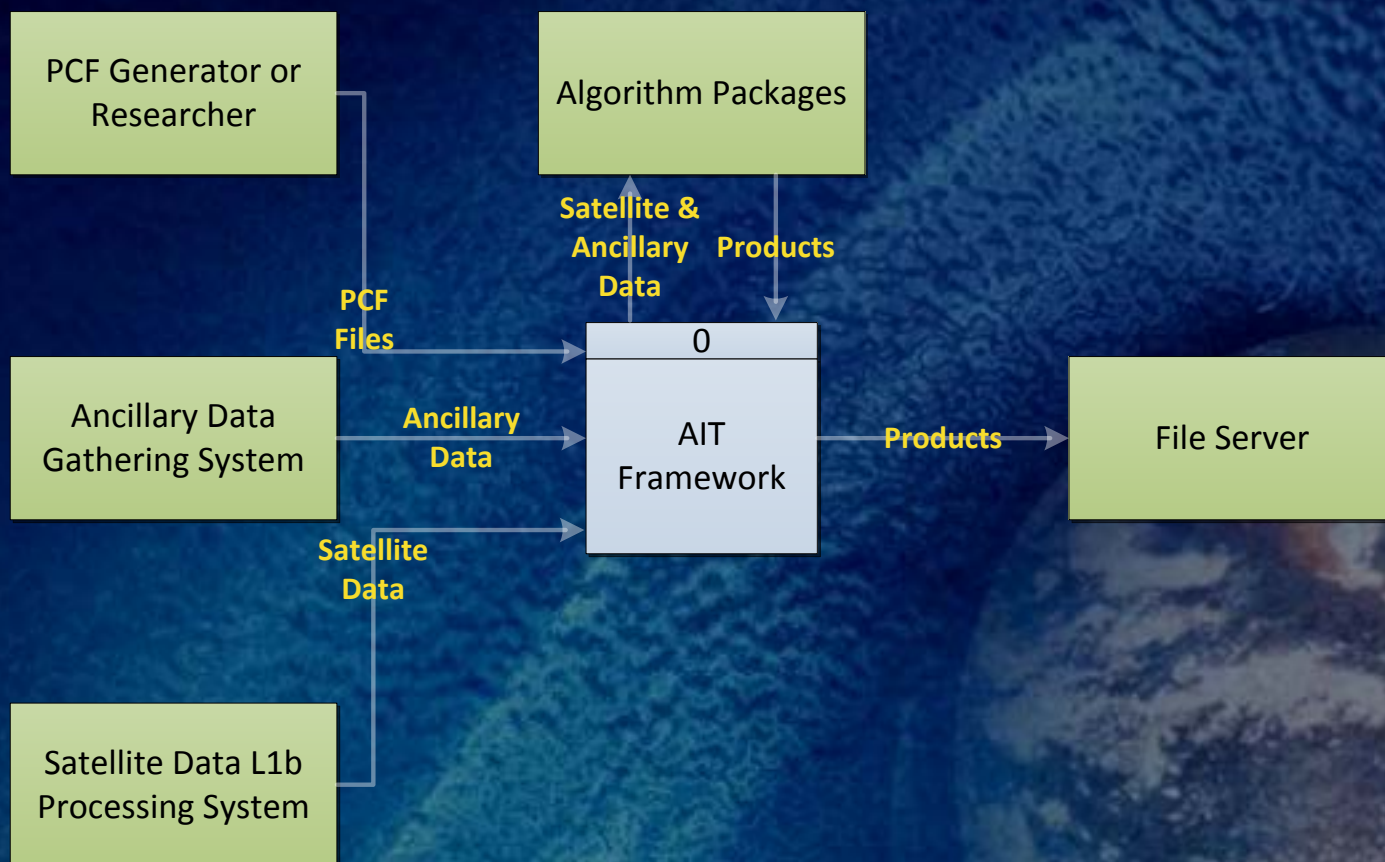 PCF Generator or
Researcher
Algorithm Packages
Satellite &
Ancillary
Data
Products
PCF
Files
0
AIT
Framework
Ancillary Data
Gathering System
Ancillary
Data
Products
File Server
Satellite
Data
Satellite Data L1b
Processing System